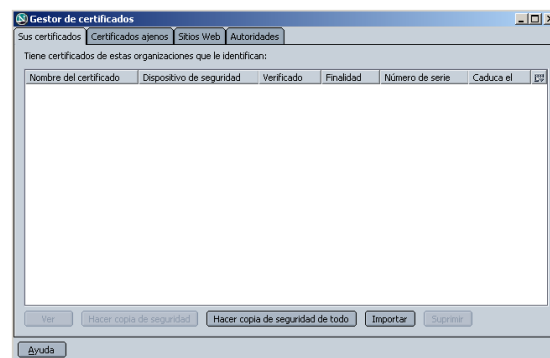 Gestor de certificados
Sus certificados Certificados ajenos Sitios Web Autoridades
Tiene certificados de estas organizaciones que le identifican:
Nombre del certificado Dispositivo de seguridad Verificado Finalidad Número de serie Caduca el
Ver Hacer copia de seguridad Hacer copia de seguridad de todo Importar Suprimir
Ayuda